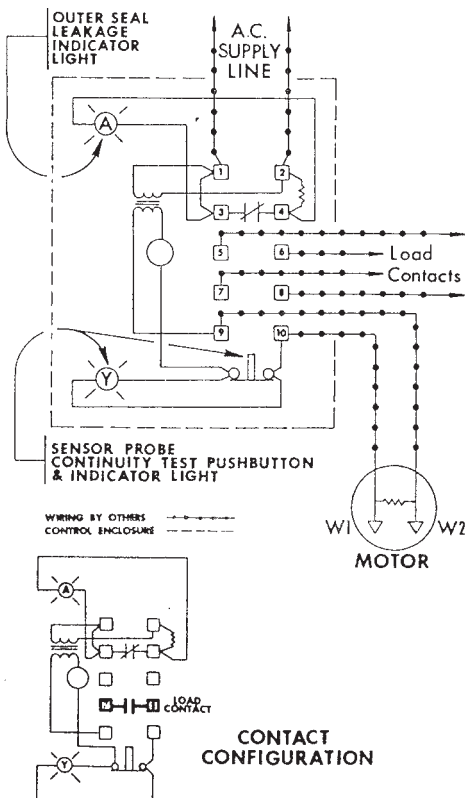 OUTER SEAL
LEAKAGE
INDICATOR
LIGHT
A.C.
SUPPLY
LINE
A
1
2
3
4
5
6
Load
Contacts
7
8
9
10
Y
SENSOR PROBE
CONTINUITY TEST PUSHBUTTON
& INDICATOR LIGHT
W1
W2
MOTOR
WIRING BY OTHERS
CONTROL ENCLOSURE
A
LOAD
CONTACT
Y
CONTACT
CONFIGURATION